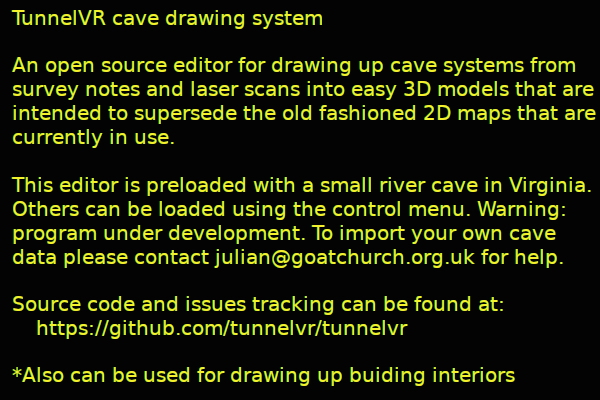 TunnelVR cave drawing system
An open source editor for drawing up cave systems from
survey notes and laser scans into easy 3D models that are
intended to supersede the old fashioned 2D maps that are
currently in use.
This editor is preloaded with a small river cave in Virginia.
Others can be loaded using the control menu. Warning:
program under development. To import your own cave
data please contact julian@goatchurch.org.uk for help.
Source code and issues tracking can be found at:
https://github.com/tunnelvr/tunnelvr
*Also can be used for drawing up buiding interiors